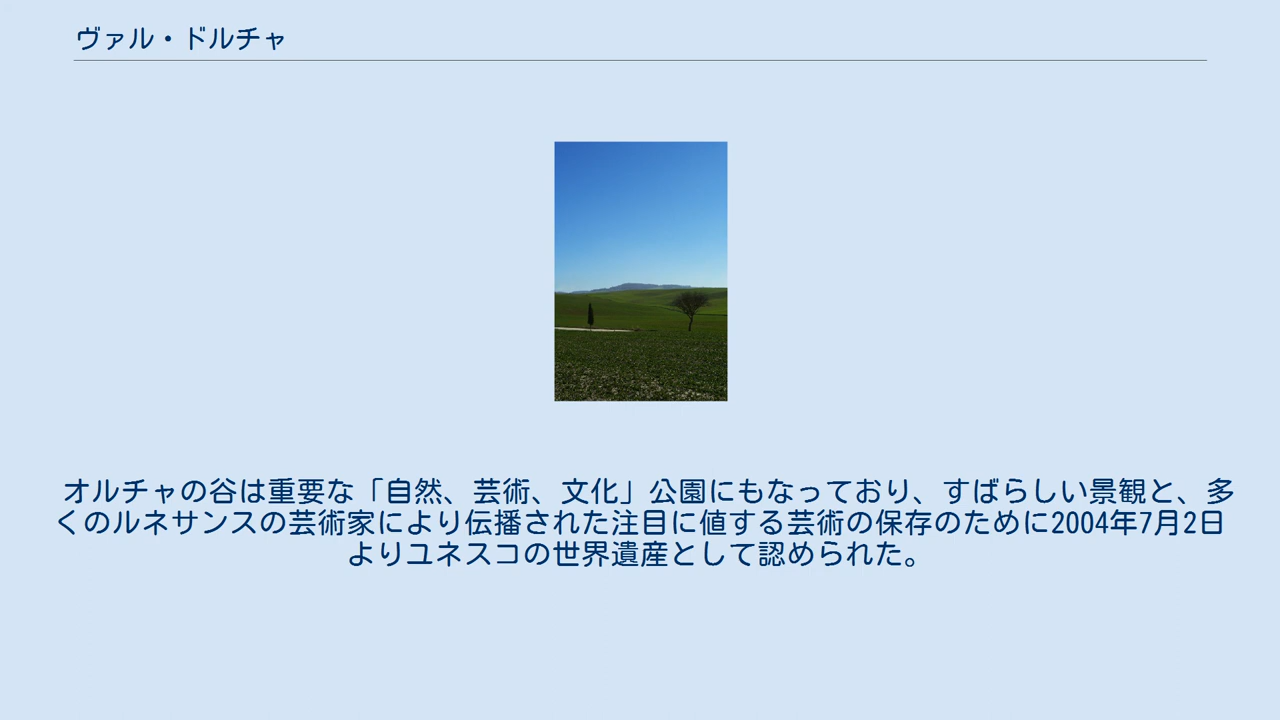 ヴァル・ドルチャ
オルチャの谷は重要な「自然、芸術、文化」公園にもなっており、すばらしい景観と、多
くのルネサンスの芸術家により伝播された注目に値する芸術の保存のために2004年7月2日
よりユネスコの世界遺産として認められた。